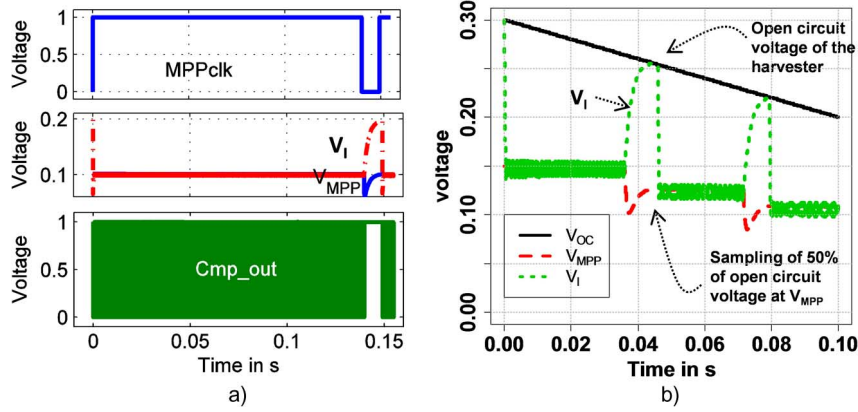 Voltage
1
0.5
0
MPPclk
Voltage
0.2
0.1
V_I
V_MPP
Voltage
1
0.5
0
Cmp_out
0 0.05 0.1 0.15
Time in s
a)
voltage
0.30
0.20
0.10
0.00
Open circuit
voltage of the
harvester
V_I
V_OC
V_MPP
V_I
Sampling of 50%
of open circuit
voltage at V_MPP
0.00 0.02 0.04 0.06 0.08 0.10
Time in s
b)